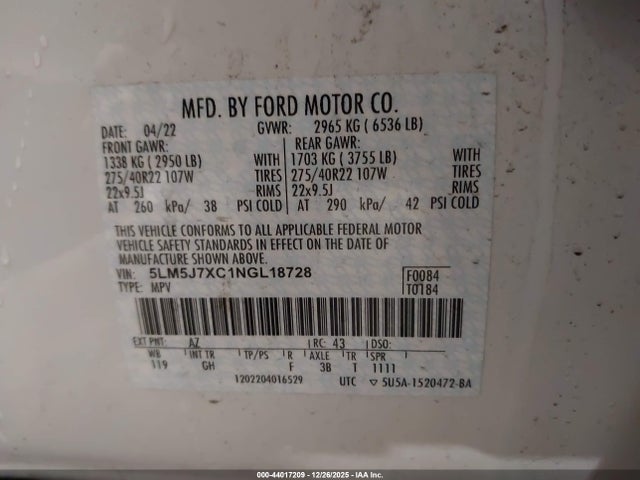 MFD. BY FORD MOTOR CO.
DATE: 04/22 GVWR: 2965 KG ( 6536 LB)
FRONT GAWR: REAR GAWR:
1338 KG ( 2950 LB) WITH 1703 KG ( 3755 LB) WITH
275/40R22 107W TIRES 275/40R22 107W TIRES
22x9.5J RIMS 22x9.5J RIMS
AT 260 kPa/ 38 PSI COLD AT 290 kPa/ 42 PSI COLD
THIS VEHICLE CONFORMS TO ALL APPLICABLE FEDERAL MOTOR
VEHICLE SAFETY STANDARDS IN EFFECT ON THE DATE OF
MANUFACTURE SHOWN ABOVE.
VIN: 5LM5J7XC1NGL18728 F0084
TYPE: MPV T0184
EXT PNT: AZ RC: 43 DSO:
WB INT TR TP/PS R AXLE TR SPR
119 GH F 3B T 1111
1202204016529 UTC ▽ SU5A-1520472-BA
000-44017209 - 12/26/2025 - IAA Inc.